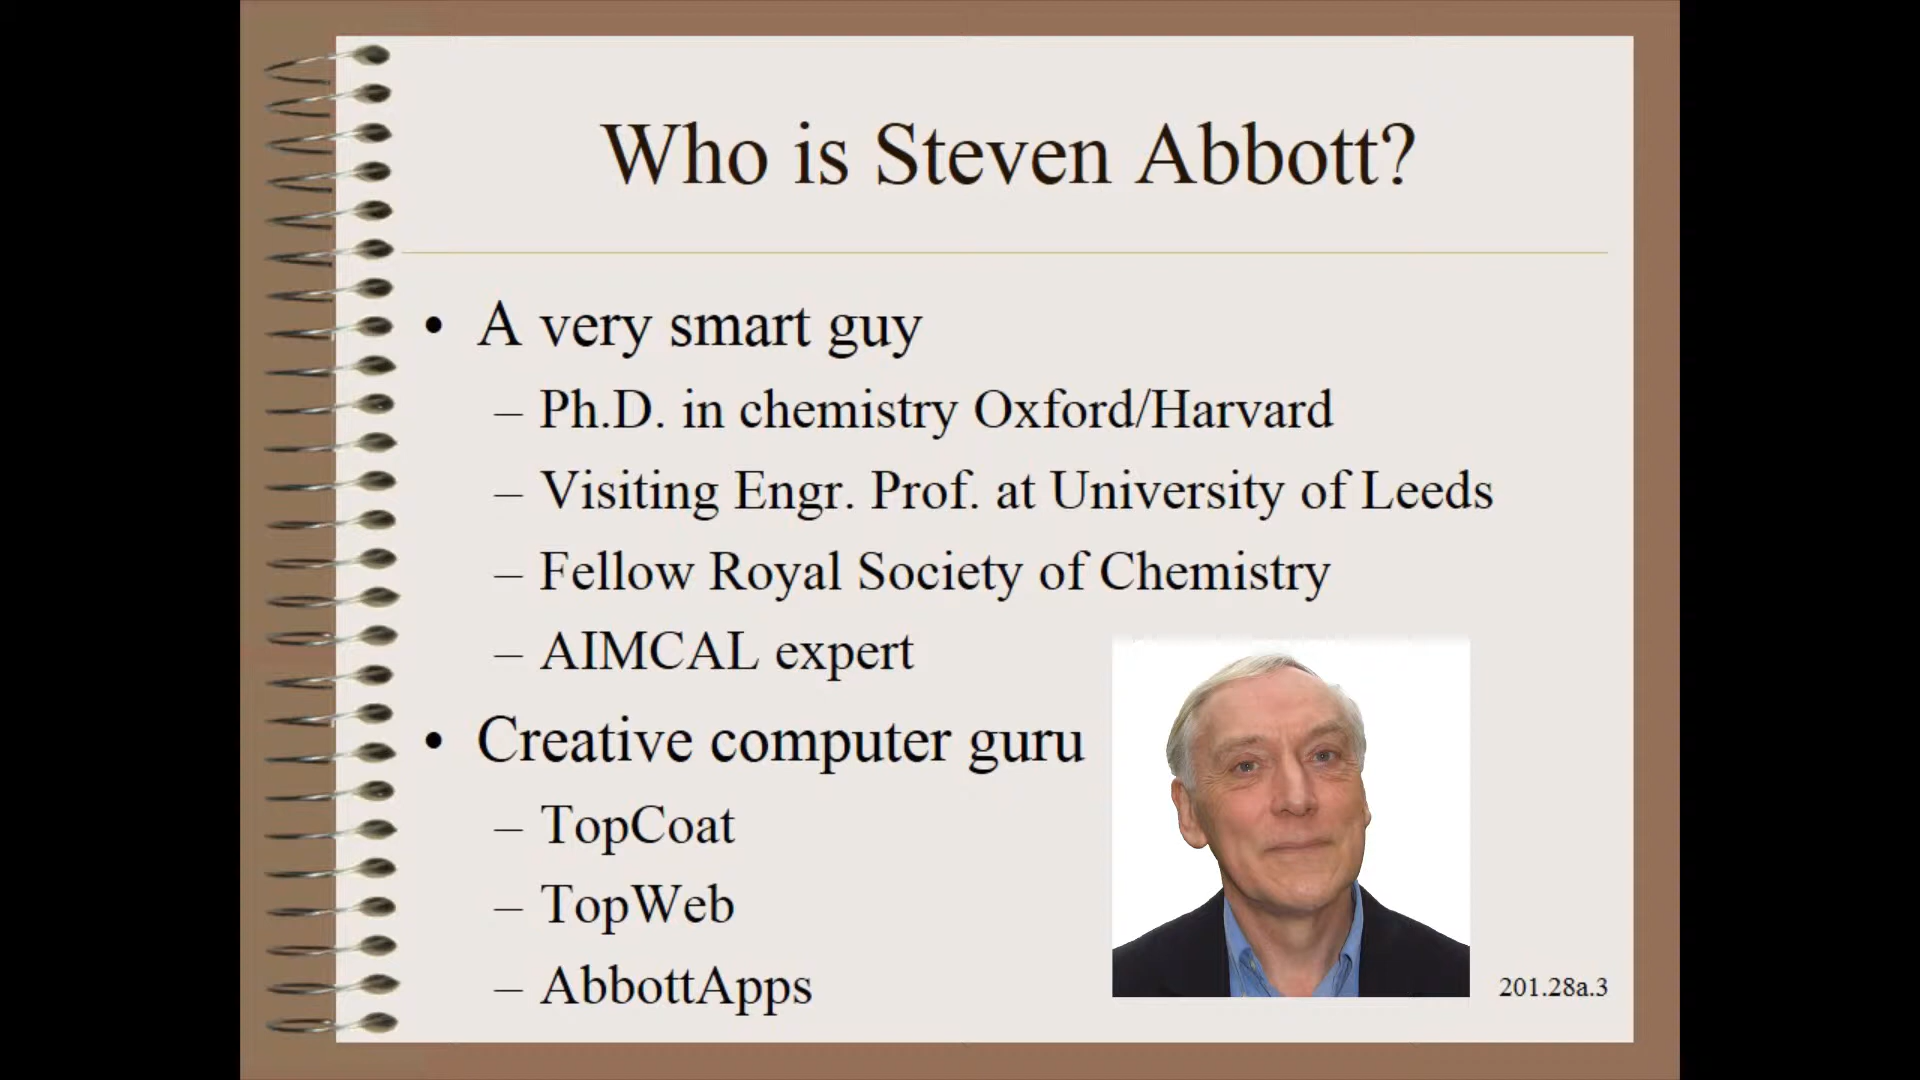 Who is Steven Abbott?
• A very smart guy
– Ph.D. in chemistry Oxford/Harvard
– Visiting Engr. Prof. at University of Leeds
– Fellow Royal Society of Chemistry
– AIMCAL expert
• Creative computer guru
– TopCoat
– TopWeb
– AbbottApps
201.28a.3